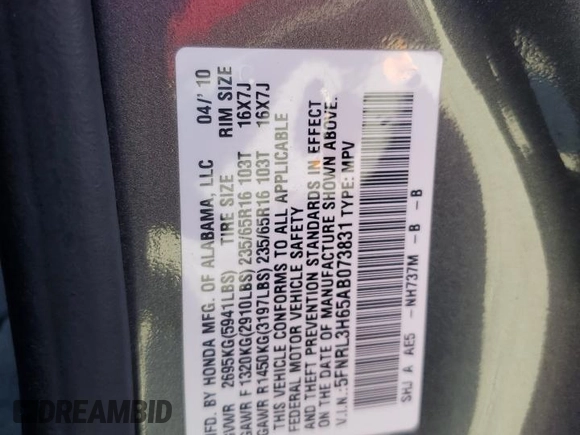 MFD. BY HONDA MFG. OF ALABAMA, LLC 04/'10
GVWR 2695KG(5941LBS) TIRE SIZE RIM SIZE
GAWR F 1320KG(2910LBS) 235/65R16 103T 16X7J
GAWR R1450KG(3197LBS) 235/65R16 103T 16X7J
THIS VEHICLE CONFORMS TO ALL APPLICABLE
FEDERAL MOTOR VEHICLE SAFETY
AND THEFT PREVENTION STANDARDS IN EFFECT
ON THE DATE OF MANUFACTURE SHOWN ABOVE.
V.I.N.:5FNRL3H65AB073831 TYPE: MPV
SHJ A AE5 -NH737M -B -B
REBIDCAR